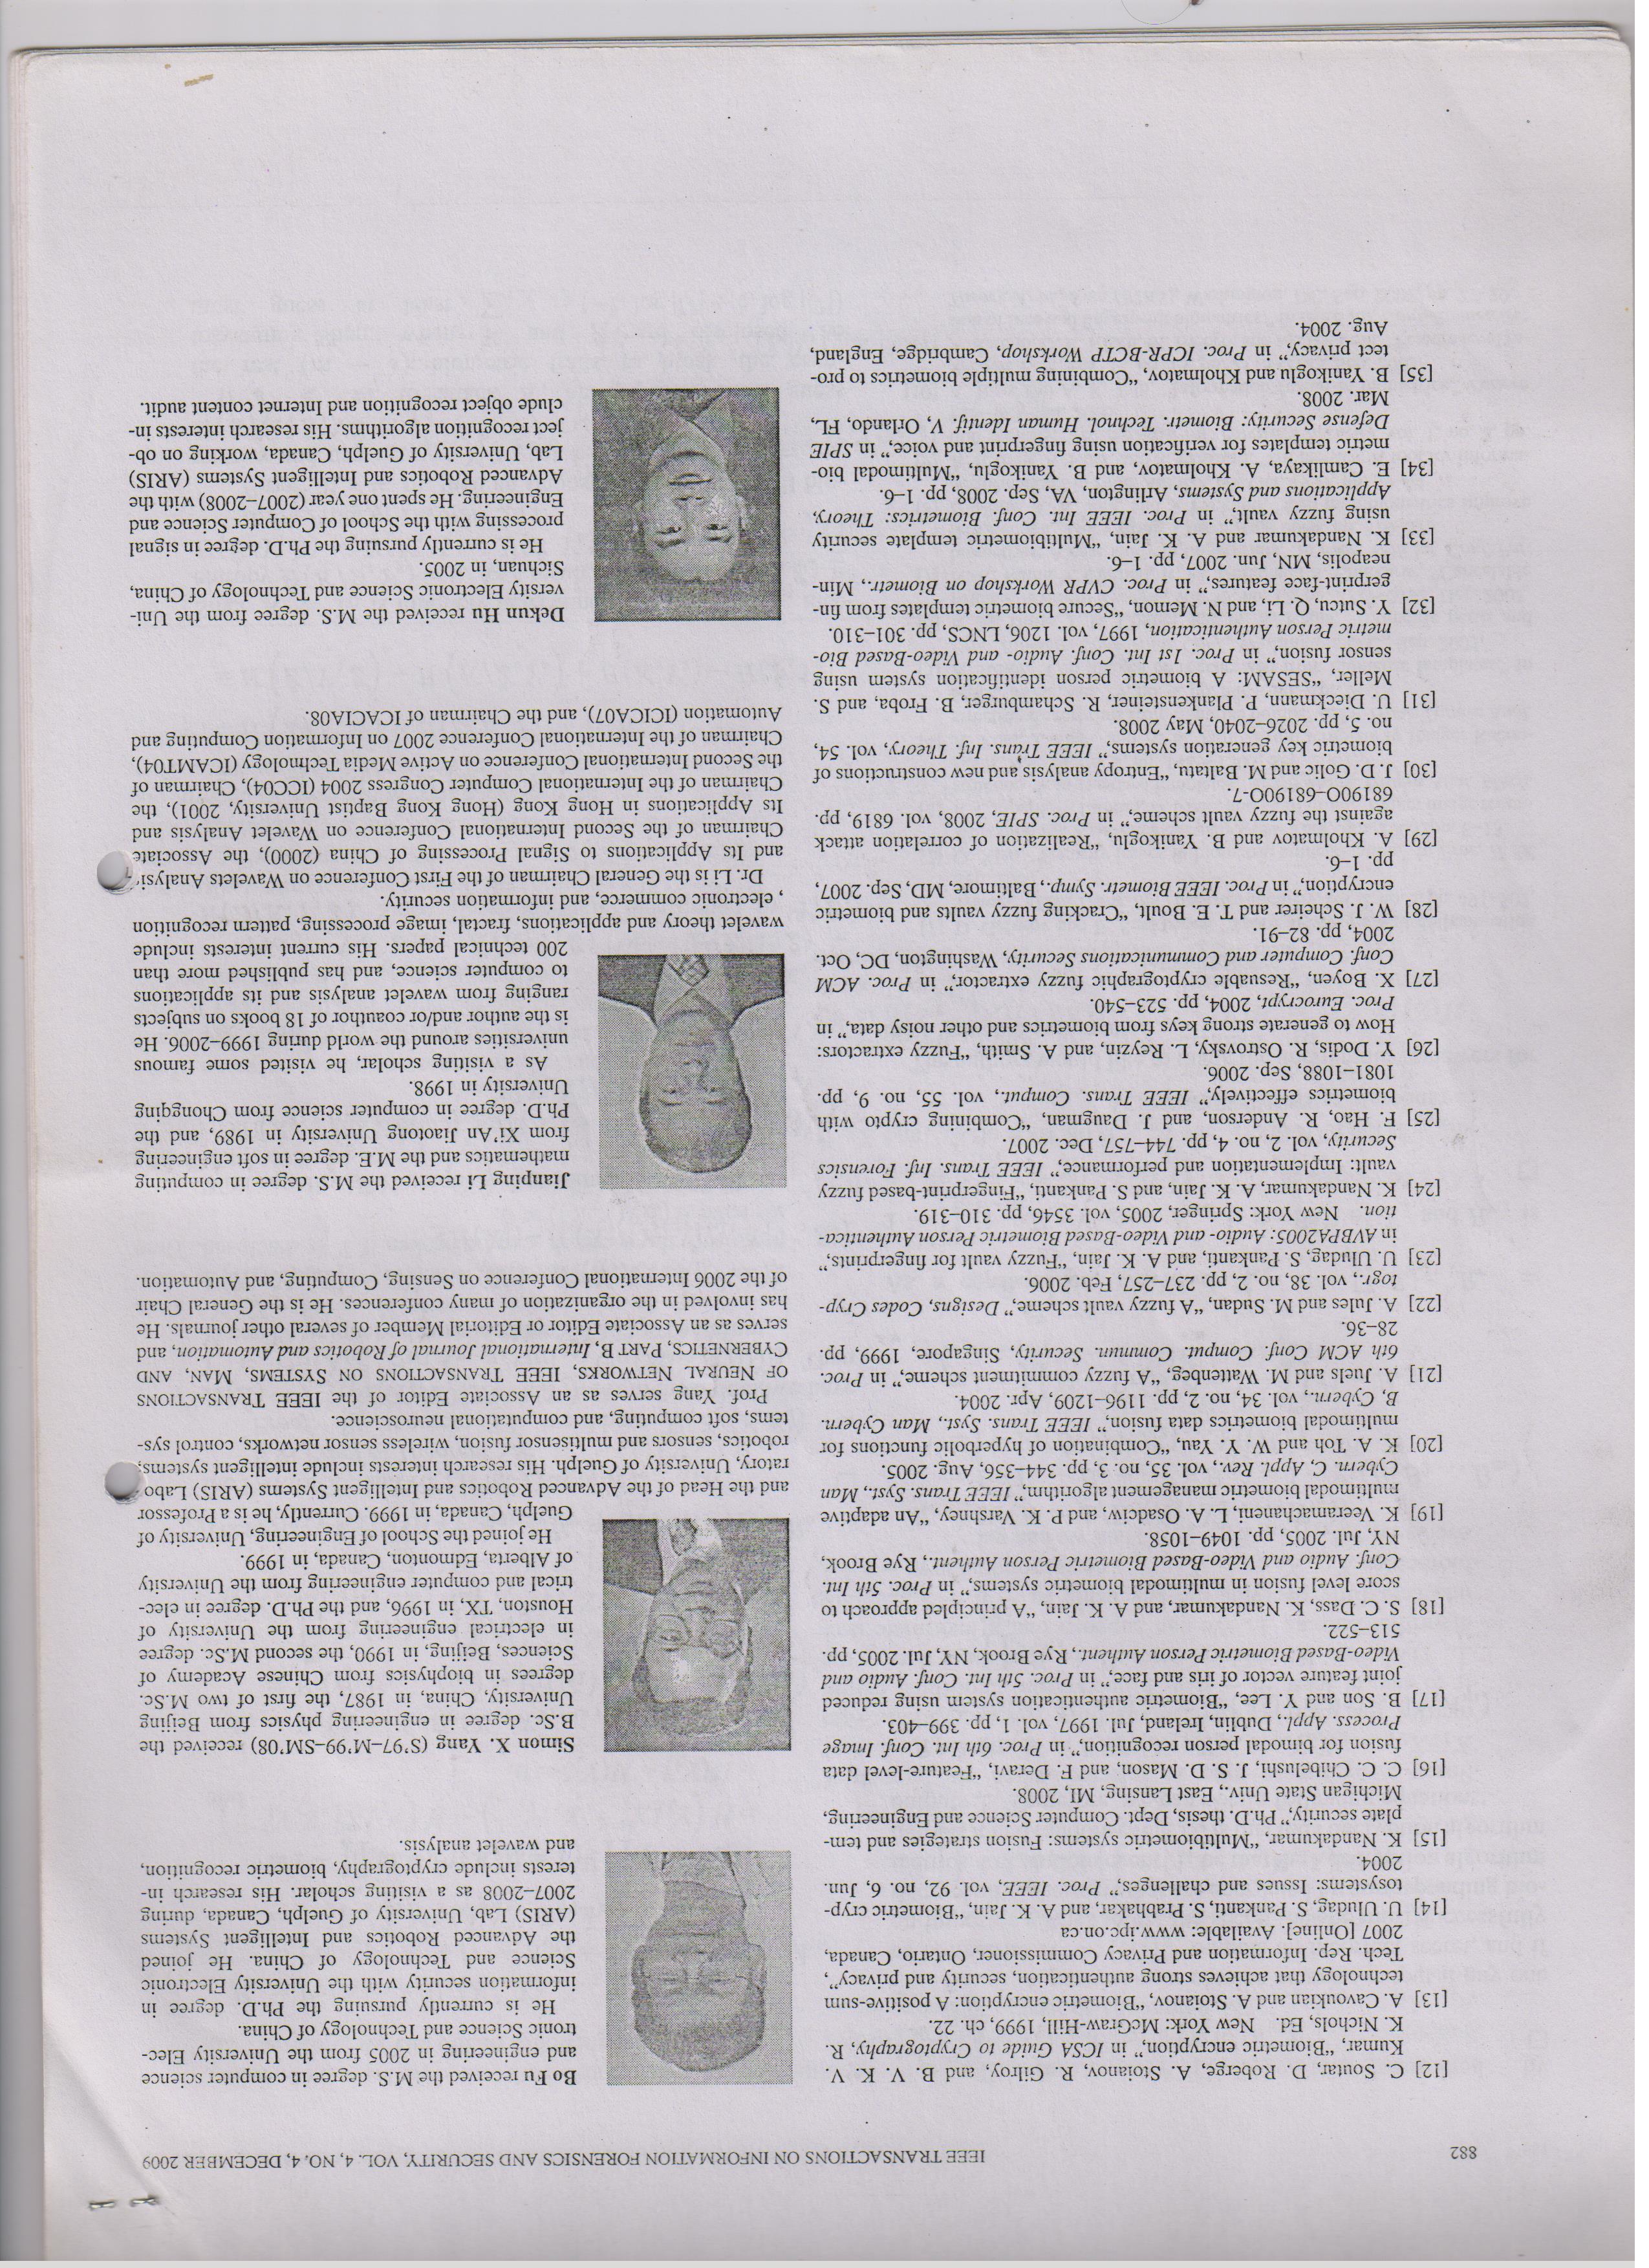 882
IEEE TRANSACTIONS ON INFORMATION FORENSICS AND SECURITY, VOL. 4, NO. 4, DECEMBER 2009
[12] C. Soutar, D. Roberge, A. Stoianov, R. Gilroy, and B. V. K. V.
Kumar, “Biometric encryption,” in ICSA Guide to Cryptography, R.
K. Nichols, Ed. New York: McGraw-Hill, 1999, ch. 22.
[13] A. Cavoukian and A. Stoianov, “Biometric encryption: A positive-sum
technology that achieves strong authentication, security and privacy”,
Tech. Rep. Information and Privacy Commissioner, Ontario, Canada,
2007 [Online]. Available: www.ipc.on.ca
[14] U. Uludag, S. Pankanti, S. Prabhakar, and A. K. Jain, “Biometric cryp-
tosystems: Issues and challenges,” Proc. IEEE, vol. 92, no. 6, Jun.
2004.
[15] K. Nandakumar, “Multibiometric systems: Fusion strategies and tem-
plate security,” Ph.D. thesis, Dept. Computer Science and Engineering,
Michigan State Univ., East Lansing, MI, 2008.
[16] C. C. Chibelushi, J. S. D. Mason, and F. Deravi, “Feature-level data
fusion for bimodal person recognition,” in Proc. 6th Int. Conf. Image
Process. Appl., Dublin, Ireland, Jul. 1997, vol. 1, pp. 399–403.
[17] B. Son and Y. Lee, “Biometric authentication system using reduced
joint feature vector of iris and face,” in Proc. 5th Int. Conf. Audio and
Video-Based Biometric Person Authent., Rye Brook, NY, Jul. 2005, pp.
513–522.
[18] S. C. Dass, K. Nandakumar, and A. K. Jain, “A principled approach to
score level fusion in multimodal biometric systems,” in Proc. 5th Int.
Conf. Audio and Video-Based Biometric Person Authent., Rye Brook,
NY, Jul. 2005, pp. 1049–1058.
[19] K. Veeramachaneni, L. A. Osadciw, and P. K. Varshney, “An adaptive
multimodal biometric management algorithm,” IEEE Trans. Syst., Man
Cybern. C, Appl. Rev., vol. 35, no. 3, pp. 344–356, Aug. 2005.
[20] K. A. Toh and W. Y. Yau, “Combination of hyperbolic functions for
multimodal biometrics data fusion,” IEEE Trans. Syst., Man Cybern.
B, Cybern., vol. 34, no. 2, pp. 1196–1209, Apr. 2004.
[21] A. Juels and M. Wattenbeg, “A fuzzy commitment scheme,” in Proc.
6th ACM Conf. Comput. Commun. Security, Singapore, 1999, pp.
28–36.
[22] A. Jules and M. Sudan, “A fuzzy vault scheme,” Designs, Codes Cryp-
togr., vol. 38, no. 2, pp. 237–257, Feb. 2006.
[23] U. Uludag, S. Pankanti, and A. K. Jain, “Fuzzy vault for fingerprints,”
in AVBPA2005: Audio- and Video-Based Biometric Person Authentica-
tion. New York: Springer, 2005, vol. 3546, pp. 310–319.
[24] K. Nandakumar, A. K. Jain, and S. Pankanti, “Fingerprint-based fuzzy
vault: Implementation and performance,” IEEE Trans. Inf. Forensics
Security, vol. 2, no. 4, pp. 744–757, Dec. 2007.
[25] F. Hao, R. Anderson, and J. Daugman, “Combining crypto with
biometrics effectively,” IEEE Trans. Comput., vol. 55, no. 9, pp.
1081–1088, Sep. 2006.
[26] Y. Dodis, R. Ostrovsky, L. Reyzin, and A. Smith, “Fuzzy extractors:
How to generate strong keys from biometrics and other noisy data,” in
Proc. Eurocrypt, 2004, pp. 523–540.
[27] X. Boyen, “Resuable cryptographic fuzzy extractor,” in Proc. ACM
Conf. Computer and Communications Security, Washington, DC, Oct.
2004, pp. 82–91.
[28] W. J. Scheirer and T. E. Boult, “Cracking fuzzy vaults and biometric
encryption,” in Proc. IEEE Biometr. Symp., Baltimore, MD, Sep. 2007,
pp. 1–6.
[29] A. Kholmatov and B. Yanikoglu, “Realization of correlation attack
against the fuzzy vault scheme,” in Proc. SPIE, 2008, vol. 6819, pp.
681900–681900-7.
[30] J. D. Golic and M. Baltatu, “Entropy analysis and new constructions of
biometric key generation systems,” IEEE Trans. Inf. Theory, vol. 54,
no. 5, pp. 2026–2040, May 2008.
[31] U. Dieckmann, P. Plankensteiner, R. Schamburger, B. Froba, and S.
Meller, “SESAM: A biometric person identification system using
sensor fusion,” in Proc. 1st Int. Conf. Audio- and Video-Based Bio-
metric Person Authentication, 1997, vol. 1206, LNCS, pp. 301–310.
[32] Y. Sutcu, Q. Li, and N. Memon, “Secure biometric templates from fin-
gerprint-face features,” in Proc. CVPR Workshop on Biometr., Min-
neapolis, MN, Jun. 2007, pp. 1–6.
[33] K. Nandakumar and A. K. Jain, “Multibiometric template security
using fuzzy vault,” in Proc. IEEE Int. Conf. Biometrics: Theory,
Applications and Systems, Arlington, VA, Sep. 2008, pp. 1–6.
[34] E. Camlikaya, A. Kholmatov, and B. Yanikoglu, “Multimodal bio-
metric templates for verification using fingerprint and voice,” in SPIE
Defense Security: Biometr. Technol. Human Identif. V, Orlando, FL,
Mar. 2008.
[35] B. Yanikoglu and Kholmatov, “Combining multiple biometrics to pro-
tect privacy,” in Proc. ICPR-BCTP Workshop, Cambridge, England,
Aug. 2004.
Bo Fu received the M.S. degree in computer science
and engineering in 2005 from the University Elec-
tronic Science and Technology of China.
He is currently pursuing the Ph.D. degree in
information security with the University Electronic
Science and Technology of China. He joined
the Advanced Robotics and Intelligent Systems
(ARIS) Lab, University of Guelph, Canada, during
2007–2008 as a visiting scholar. His research in-
terests include cryptography, biometric recognition,
and wavelet analysis.
Simon X. Yang (S’97–M’99–SM’08) received the
B.Sc. degree in engineering physics from Beijing
University, China, in 1987, the first of two M.Sc.
degrees in biophysics from Chinese Academy of
Sciences, Beijing, in 1990, the second M.Sc. degree
in electrical engineering from the University of
Houston, TX, in 1996, and the Ph.D. degree in elec-
trical and computer engineering from the University
of Alberta, Edmonton, Canada, in 1999.
He joined the School of Engineering, University of
Guelph, Canada, in 1999. Currently, he is a Professor
and the Head of the Advanced Robotics and Intelligent Systems (ARIS) Labo-
ratory, University of Guelph. His research interests include intelligent systems,
robotics, sensors and multisensor fusion, wireless sensor networks, control sys-
tems, soft computing, and computational neuroscience.
Prof. Yang serves as an Associate Editor of the IEEE TRANSACTIONS
OF NEURAL NETWORKS, IEEE TRANSACTIONS ON SYSTEMS, MAN, AND
CYBERNETICS, PART B, International Journal of Robotics and Automation, and
serves as an Associate Editor or Editorial Member of several other journals. He
has involved in the organization of many conferences. He is the General Chair
of the 2006 International Conference on Sensing, Computing, and Automation.
Jianping Li received the M.S. degree in computing
mathematics and the M.E. degree in soft engineering
from Xi’An Jiaotong University in 1989, and the
Ph.D. degree in computer science from Chongqing
University in 1998.
As a visiting scholar, he visited some famous
universities around the world during 1999–2006. He
is the author and/or coauthor of 18 books on subjects
ranging from wavelet analysis and its applications
to computer science, and has published more than
200 technical papers. His current interests include
wavelet theory and applications, fractal, image processing, pattern recognition
, electronic commerce, and information security.
Dr. Li is the General Chairman of the First Conference on Wavelets Analysis
and Its Applications to Signal Processing of China (2000), the Associate
Chairman of the Second International Conference on Wavelet Analysis and
Its Applications in Hong Kong (Hong Kong Baptist University, 2001), the
Chairman of the International Computer Congress 2004 (ICC04), Chairman of
the Second International Conference on Active Media Technology (ICAMT04),
Chairman of the International Conference 2007 on Information Computing and
Automation (ICICA07), and the Chairman of ICACIA08.
Dekun Hu received the M.S. degree from the Uni-
versity Electronic Science and Technology of China,
Sichuan, in 2005.
He is currently pursuing the Ph.D. degree in signal
processing with the School of Computer Science and
Engineering. He spent one year (2007–2008) with the
Advanced Robotics and Intelligent Systems (ARIS)
Lab, University of Guelph, Canada, working on ob-
ject recognition algorithms. His research interests in-
clude object recognition and Internet content audit.